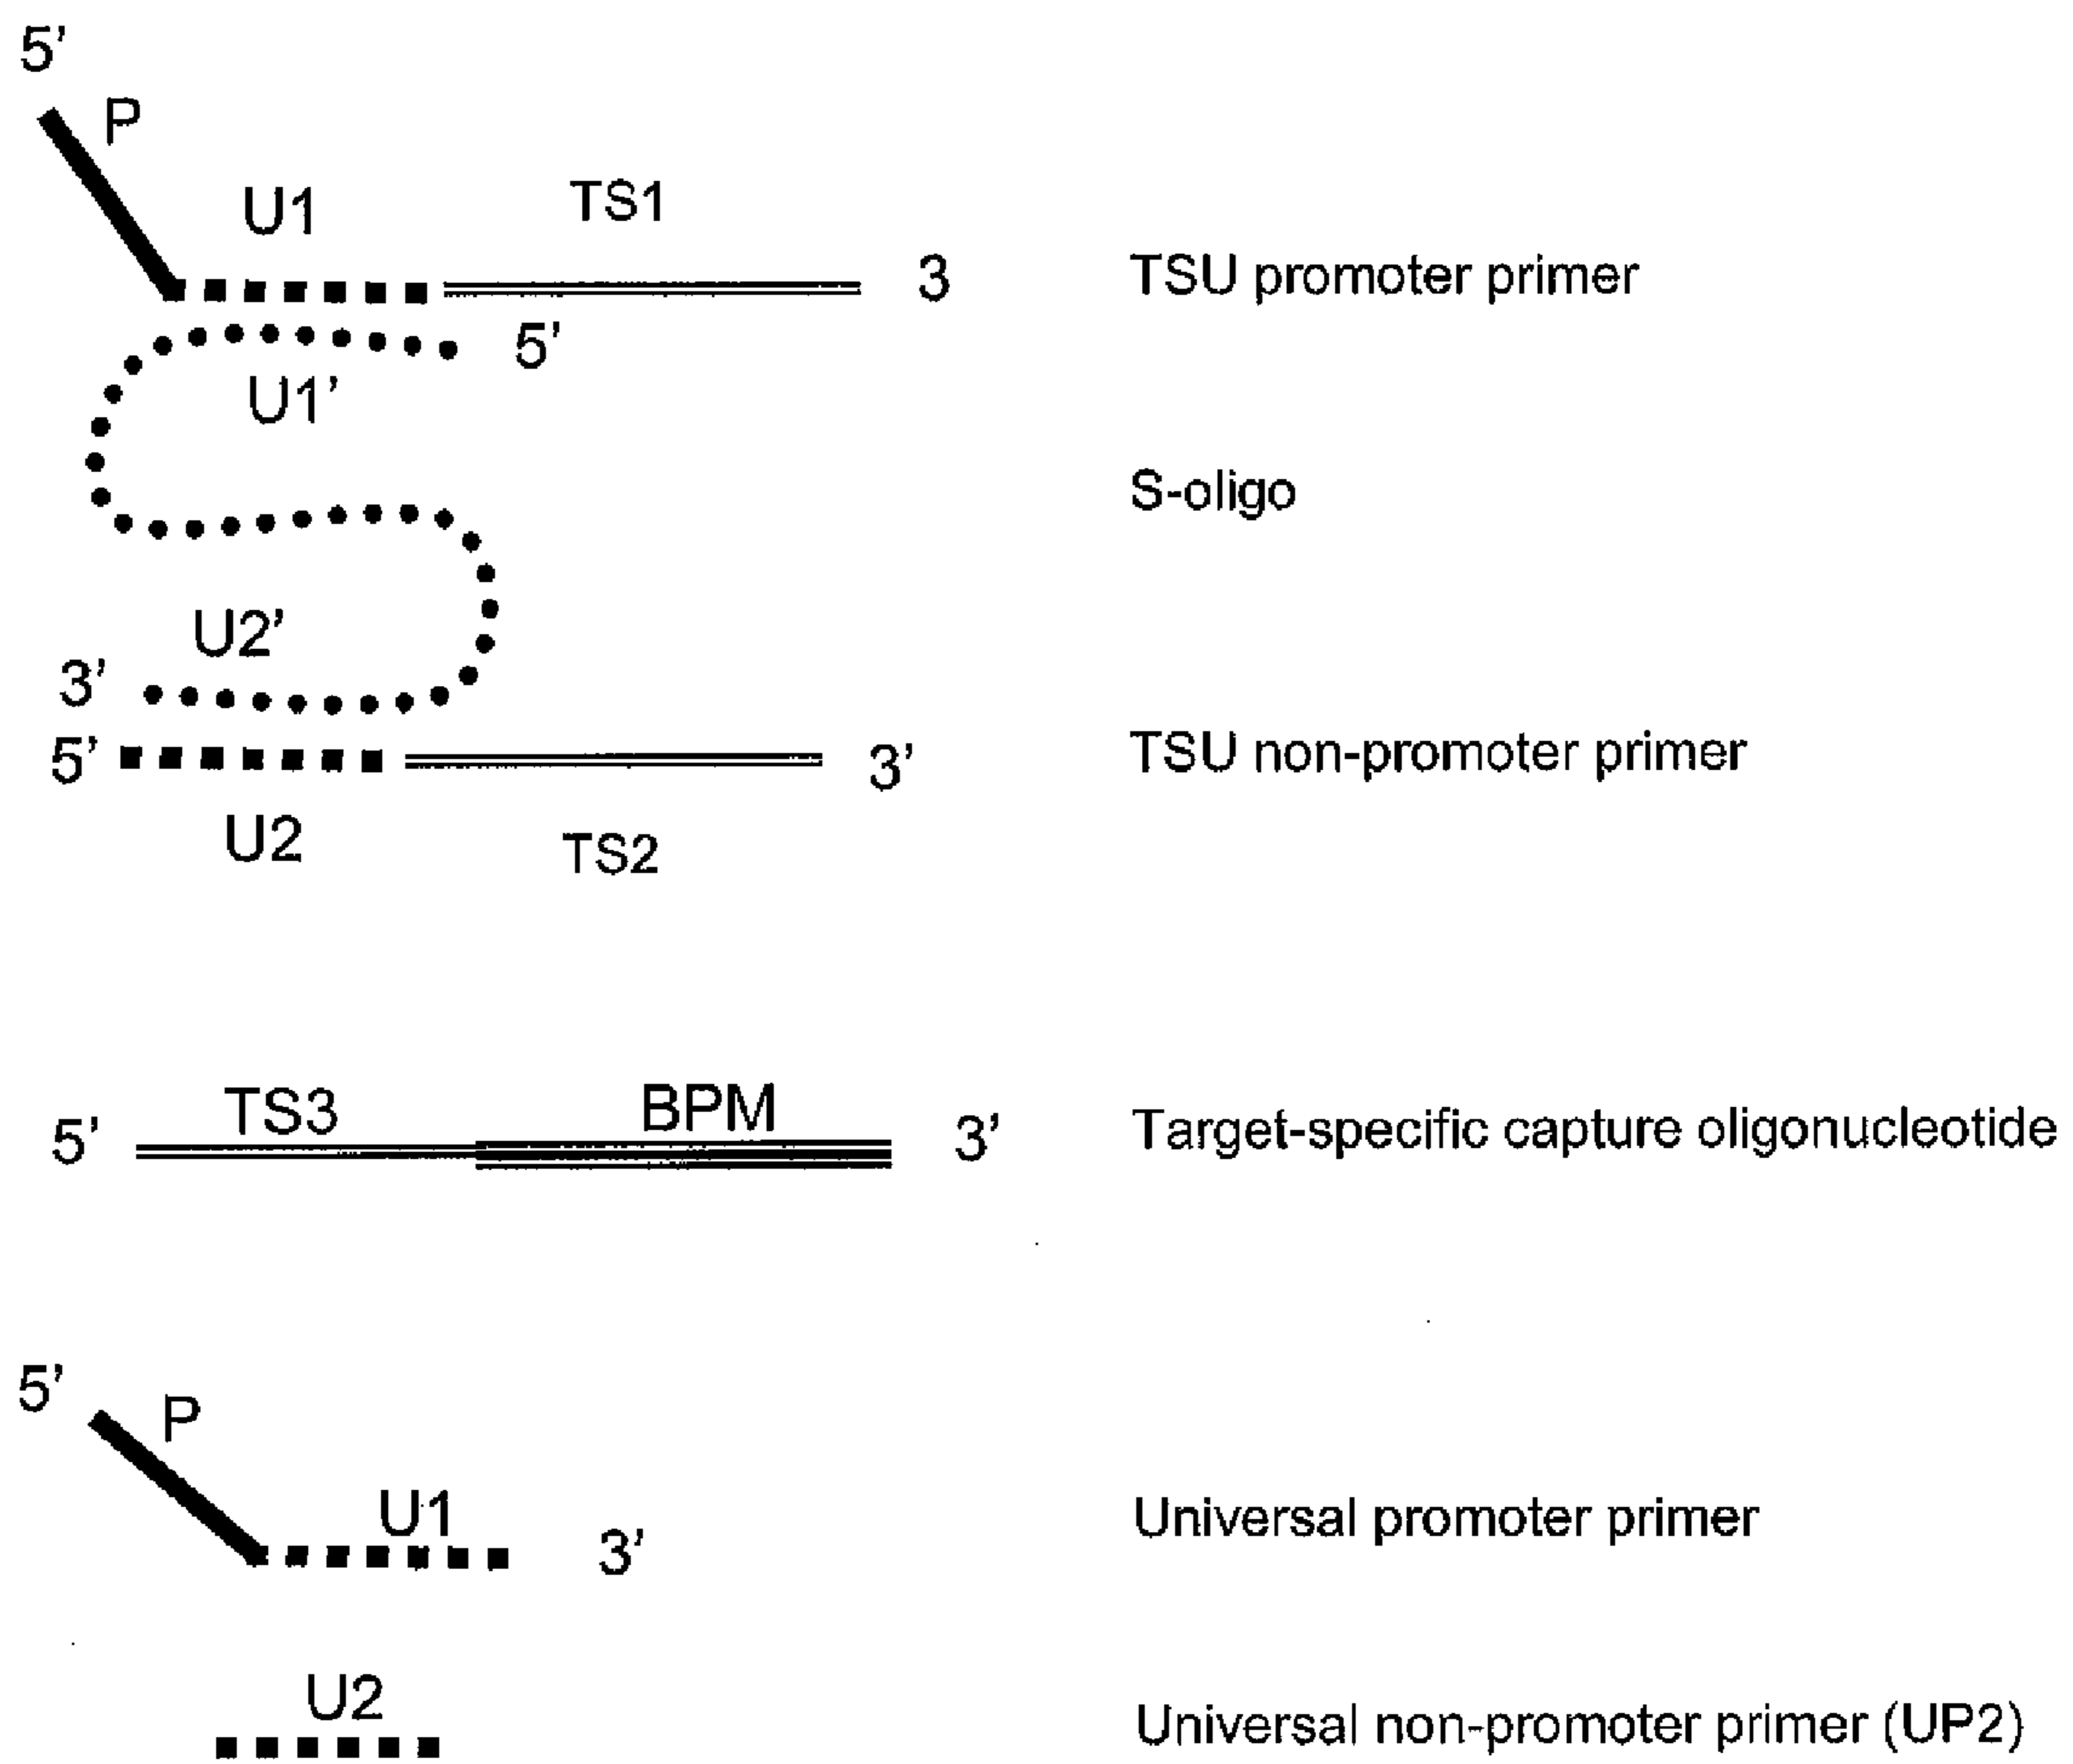 5’
P
U1
TS1
3
TSU promoter primer
5’
U1’
S-oligo
U2’
3’
5’
3’
TSU non-promoter primer
U2
TS2
TS3
BPM
5’
3’
Target-specific capture oligonucleotide
5’
P
U1
3’
Universal promoter primer
U2
Universal non-promoter primer (UP2)